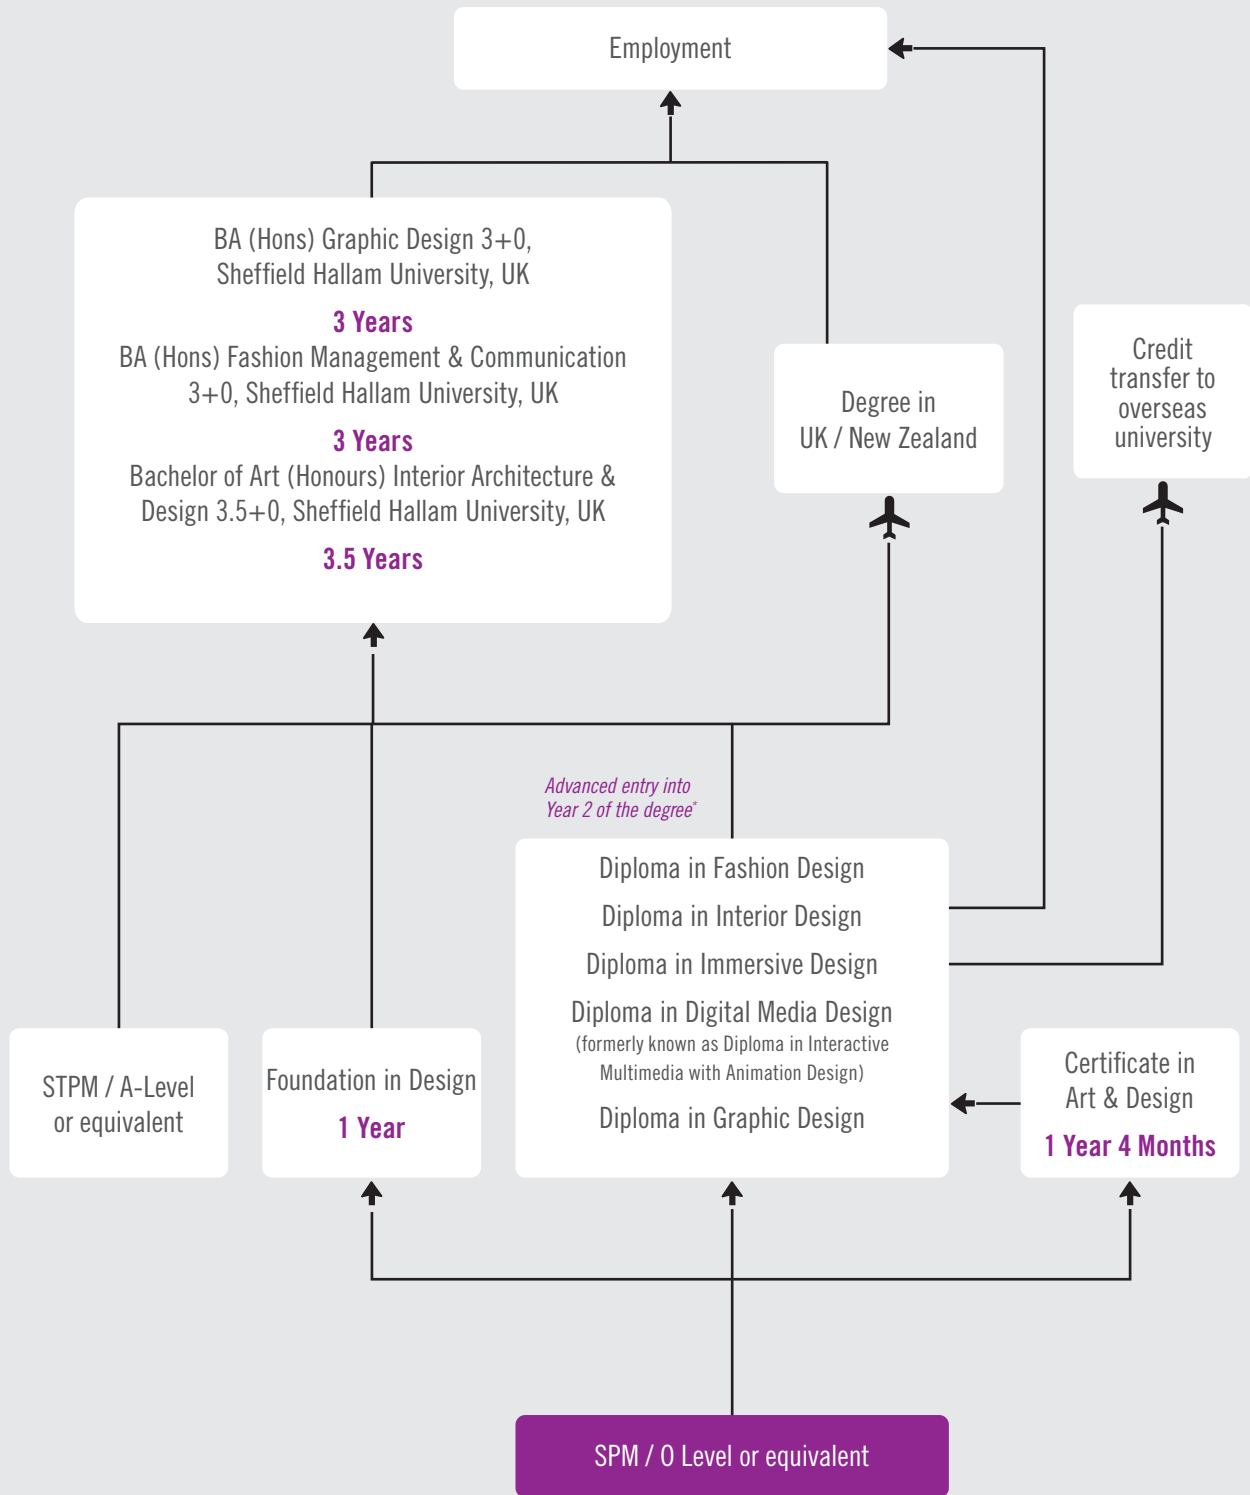 Employment
BA (Hons) Graphic Design 3+0,
Sheffield Hallam University, UK
3 Years
BA (Hons) Fashion Management & Communication
3+0, Sheffield Hallam University, UK
3 Years
Bachelor of Art (Honours) Interior Architecture &
Design 3.5+0, Sheffield Hallam University, UK
3.5 Years
Degree in
UK / New Zealand
Credit
transfer to
overseas
university
Advanced entry into
Year 2 of the degree*
Diploma in Fashion Design
Diploma in Interior Design
Diploma in Immersive Design
Diploma in Digital Media Design
(formerly known as Diploma in Interactive
Multimedia with Animation Design)
Diploma in Graphic Design
STPM / A-Level
or equivalent
Foundation in Design
1 Year
Certificate in
Art & Design
1 Year 4 Months
SPM / O Level or equivalent